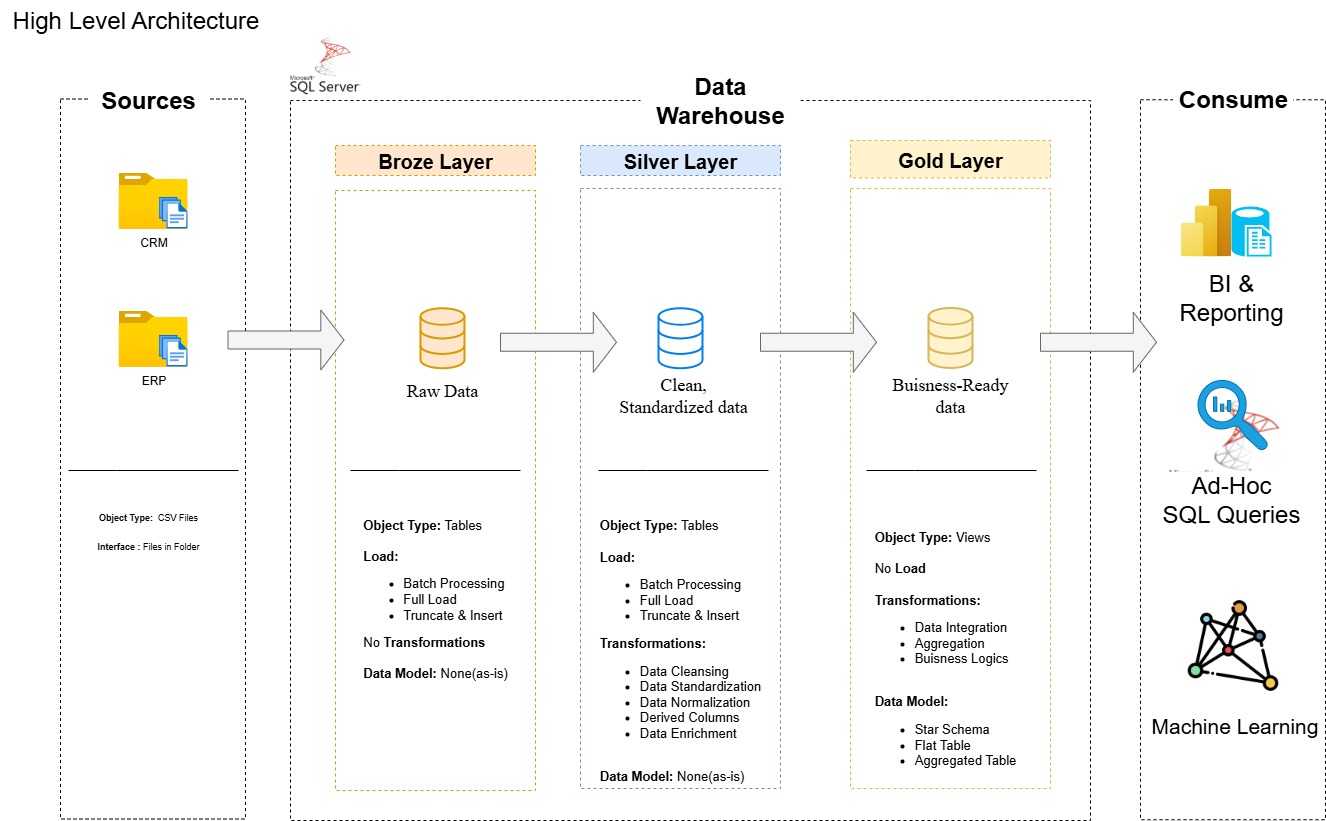 High Level Architecture
Microsoft
SQL Server
Sources
CRM
ERP
Object Type: CSV Files
Interface : Files in Folder
Data
Warehouse
Broze Layer
Raw Data
Object Type: Tables
Load:
Batch Processing
Full Load
Truncate & Insert
No Transformations
Data Model: None(as-is)
Silver Layer
Clean,
Standardized data
Object Type: Tables
Load:
Batch Processing
Full Load
Truncate & Insert
Transformations:
Data Cleansing
Data Standardization
Data Normalization
Derived Columns
Data Enrichment
Data Model: None(as-is)
Gold Layer
Buisness-Ready
data
Object Type: Views
No Load
Transformations:
Data Integration
Aggregation
Buisness Logics
Data Model:
Star Schema
Flat Table
Aggregated Table
Consume
BI &
Reporting
Ad-Hoc
SQL Queries
Machine Learning